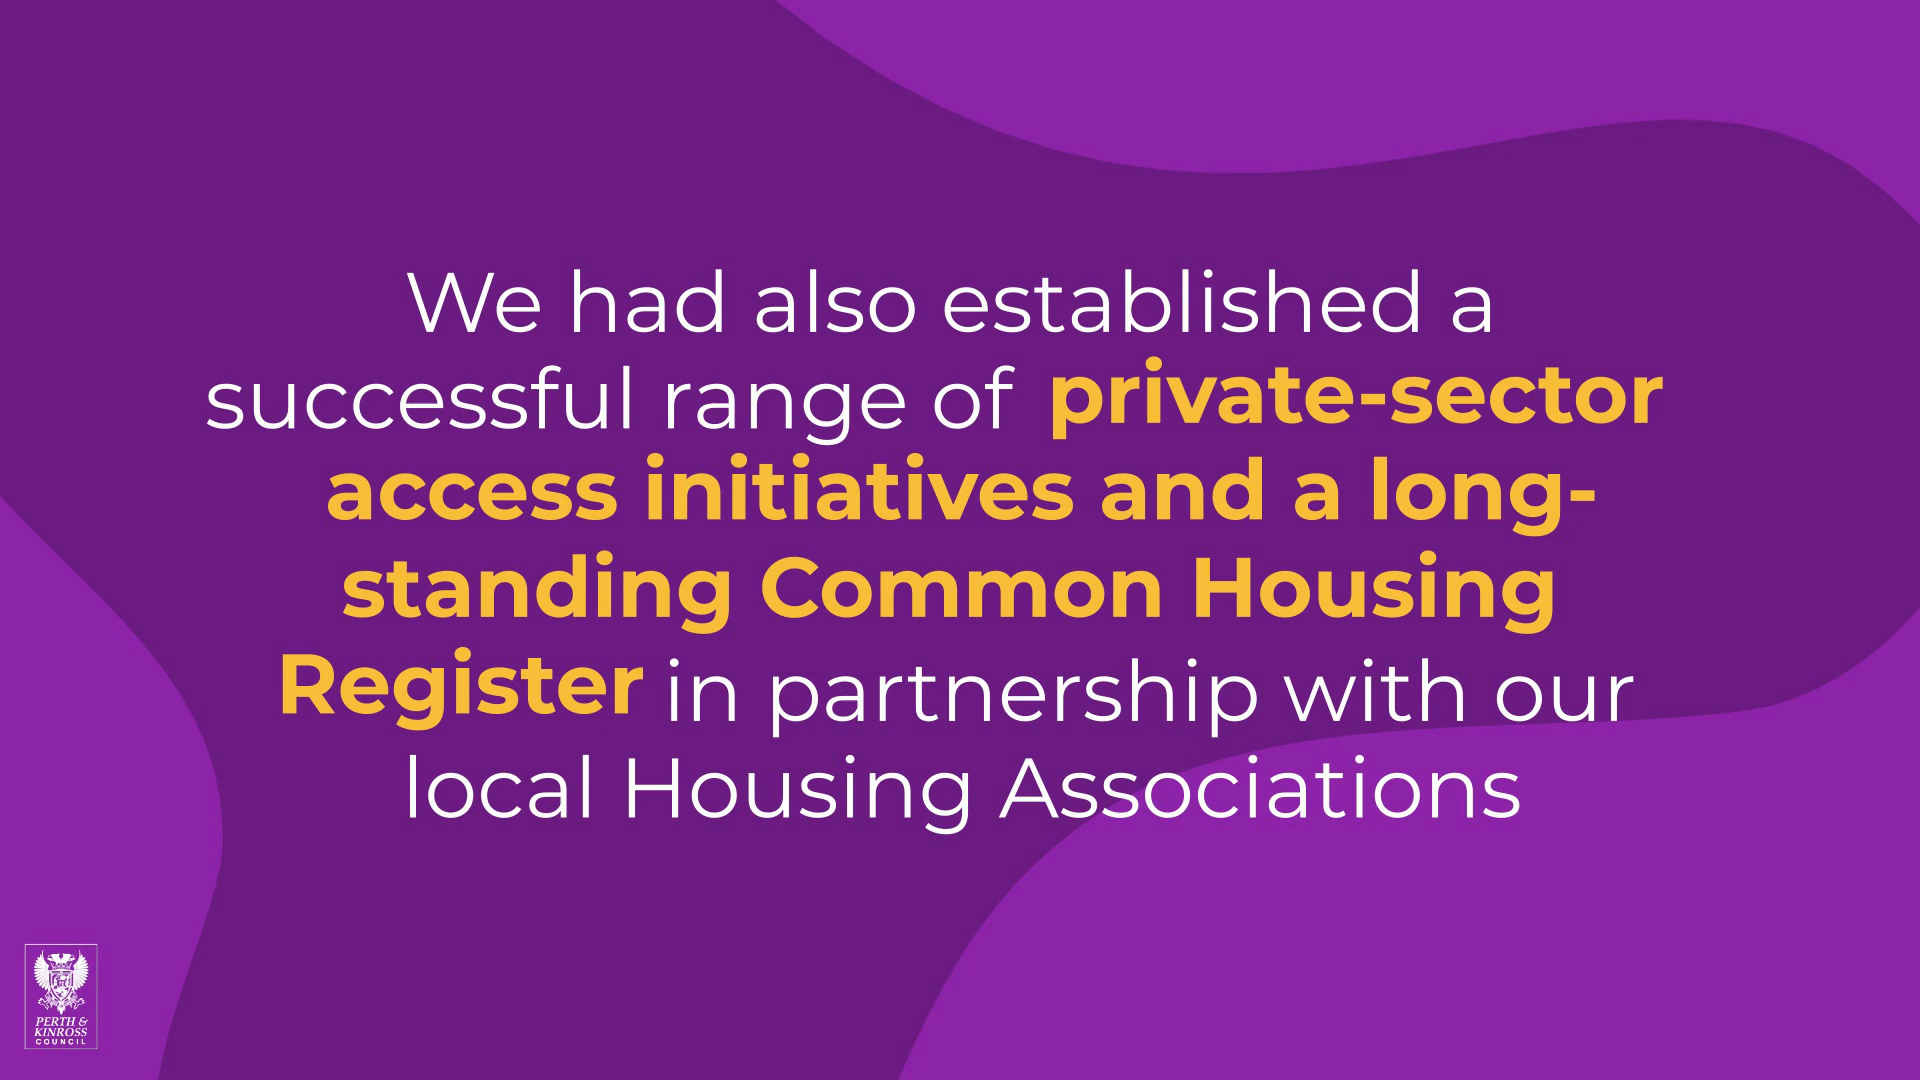 We had also established a
successful range of private-sector
access initiatives and a long-
standing Common Housing
Register in partnership with our
local Housing Associations
PERTH &
KINROSS
COUNCIL